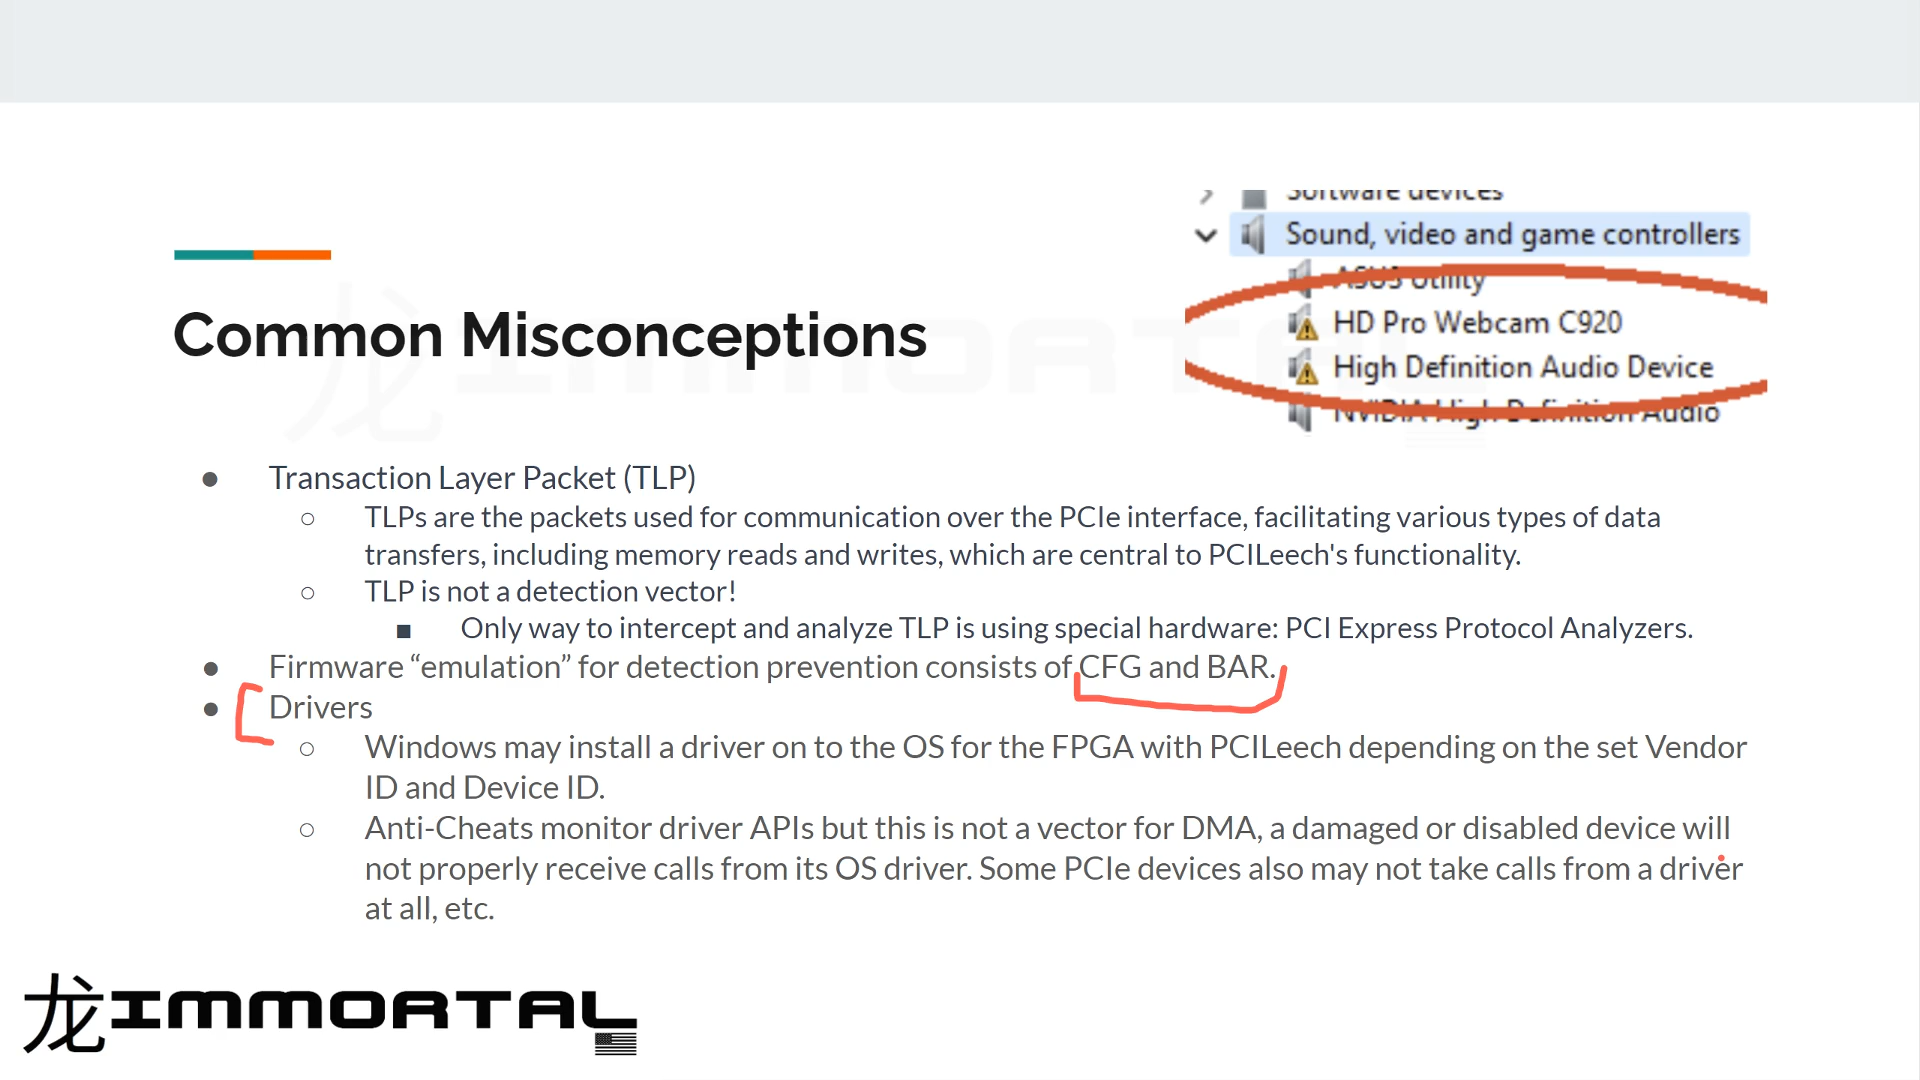 Software devices
Sound, video and game controllers
ASUS Utility
HD Pro Webcam C920
High Definition Audio Device
NVIDIA High Definition Audio
Common Misconceptions
● Transaction Layer Packet (TLP)
○ TLPs are the packets used for communication over the PCIe interface, facilitating various types of data
transfers, including memory reads and writes, which are central to PCILeech's functionality.
○ TLP is not a detection vector!
■ Only way to intercept and analyze TLP is using special hardware: PCI Express Protocol Analyzers.
● Firmware “emulation” for detection prevention consists of CFG and BAR.
● Drivers
○ Windows may install a driver on to the OS for the FPGA with PCILeech depending on the set Vendor
ID and Device ID.
○ Anti-Cheats monitor driver APIs but this is not a vector for DMA, a damaged or disabled device will
not properly receive calls from its OS driver. Some PCIe devices also may not take calls from a driver
at all, etc.
龙IMMORTAL